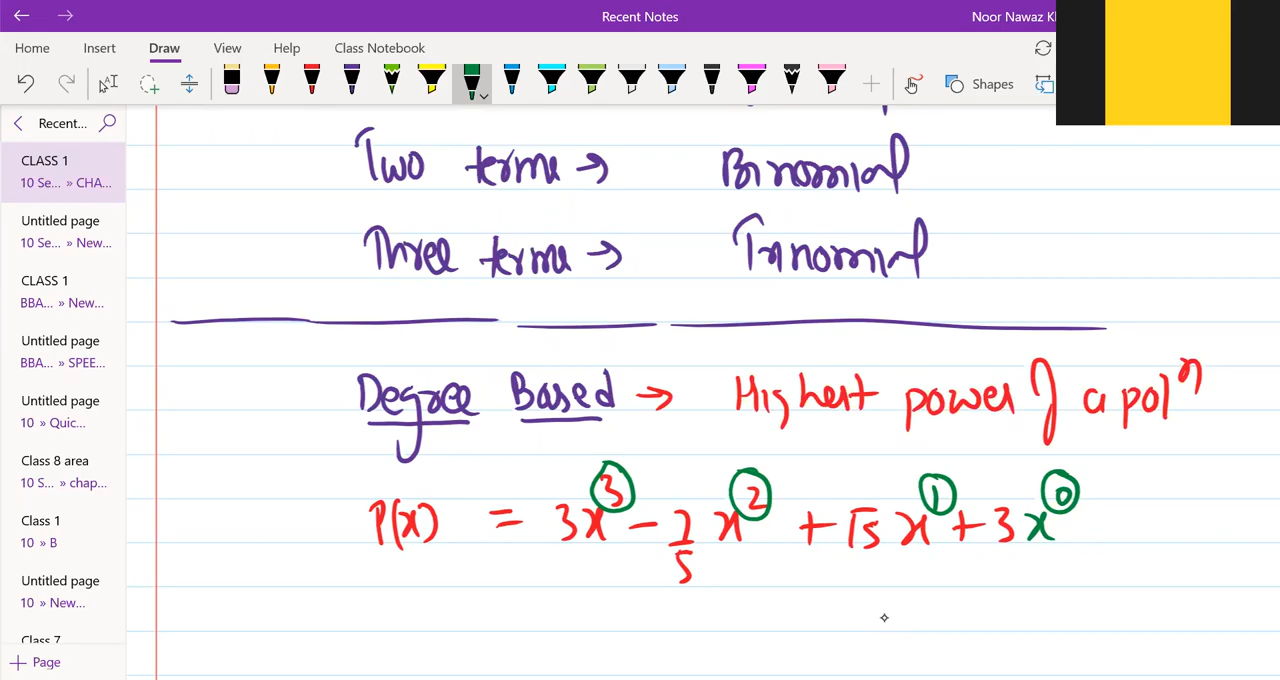 Recent Notes
Noor Nawaz Kh
Home Insert Draw View Help Class Notebook
Shapes
Recent...
CLASS 1
10 Se... » CHA...
Untitled page
10 Se... » New...
CLASS 1
BBA... » New...
Untitled page
BBA... » SPEE...
Untitled page
10 » Quic...
Class 8 area
10 S... » chap...
Class 1
10 » B
Untitled page
10 » New...
Class 7
Page
Two terms → Binomial
Three terms → Trinomial
Degree Based → Highest power of a polⁿ
P(x) = 3x³ - 2/5 x² + √5 x¹ + 3x⁰